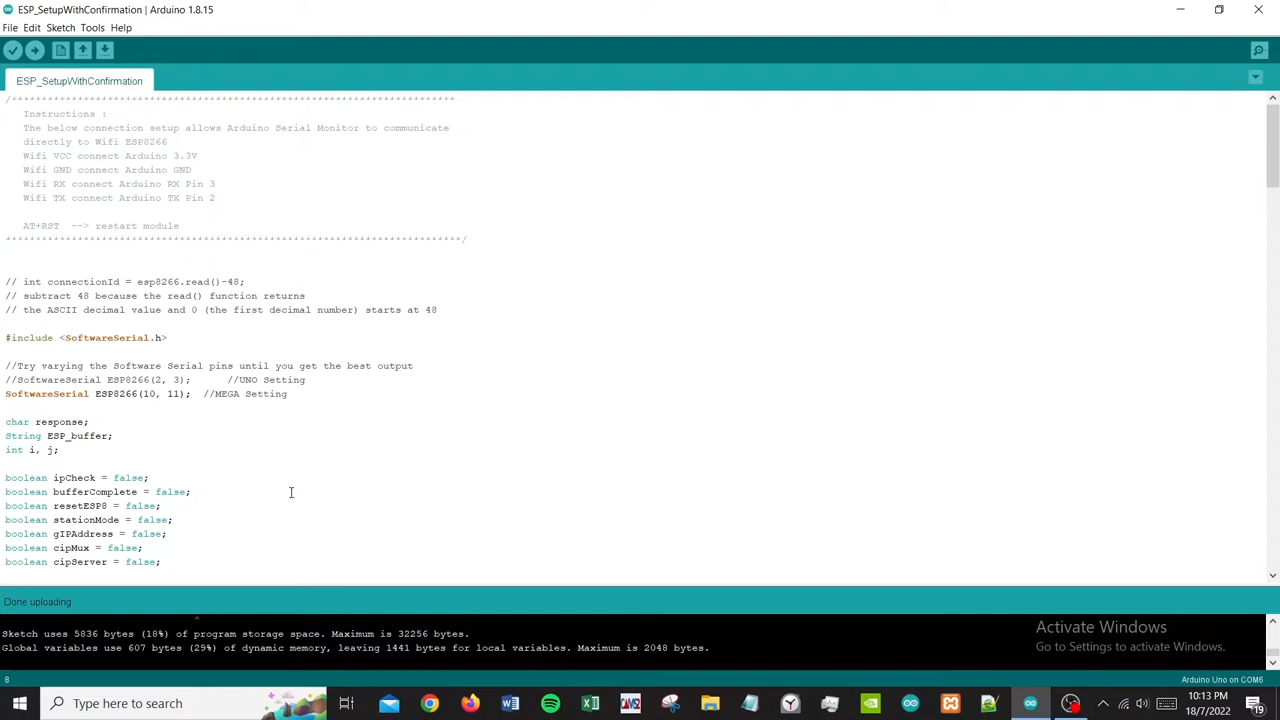 ESP_SetupWithConfirmation | Arduino 1.8.15
File Edit Sketch Tools Help
ESP_SetupWithConfirmation
/**************************************************************************
Instructions :
The below connection setup allows Arduino Serial Monitor to communicate
directly to Wifi ESP8266
Wifi VCC connect Arduino 3.3V
Wifi GND connect Arduino GND
Wifi RX connect Arduino RX Pin 3
Wifi TX connect Arduino TX Pin 2
AT+RST --> restart module
***************************************************************************/
// int connectionId = esp8266.read()-48;
// subtract 48 because the read() function returns
// the ASCII decimal value and 0 (the first decimal number) starts at 48
#include <SoftwareSerial.h>
//Try varying the Software Serial pins until you get the best output
//SoftwareSerial ESP8266(2, 3); //UNO Setting
SoftwareSerial ESP8266(10, 11); //MEGA Setting
char response;
String ESP_buffer;
int i, j;
boolean ipCheck = false;
boolean bufferComplete = false;
boolean resetESP8 = false;
boolean stationMode = false;
boolean gIPAddress = false;
boolean cipMux = false;
boolean cipServer = false;
Done uploading.
^
Sketch uses 5836 bytes (18%) of program storage space. Maximum is 32256 bytes.
Global variables use 607 bytes (29%) of dynamic memory, leaving 1441 bytes for local variables. Maximum is 2048 bytes.
Activate Windows
Go to Settings to activate Windows.
8
Arduino Uno on COM6
Type here to search
10:13 PM
18/7/2022
19